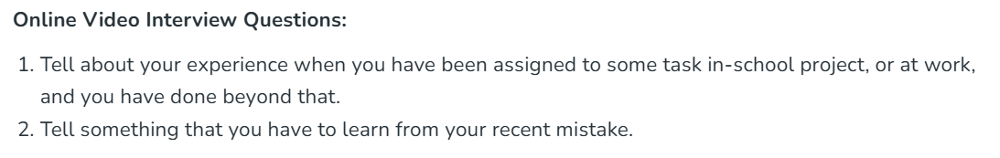 Online Video Interview Questions:
1. Tell about your experience when you have been assigned to some task in-school project, or at work,
and you have done beyond that.
2. Tell something that you have to learn from your recent mistake.